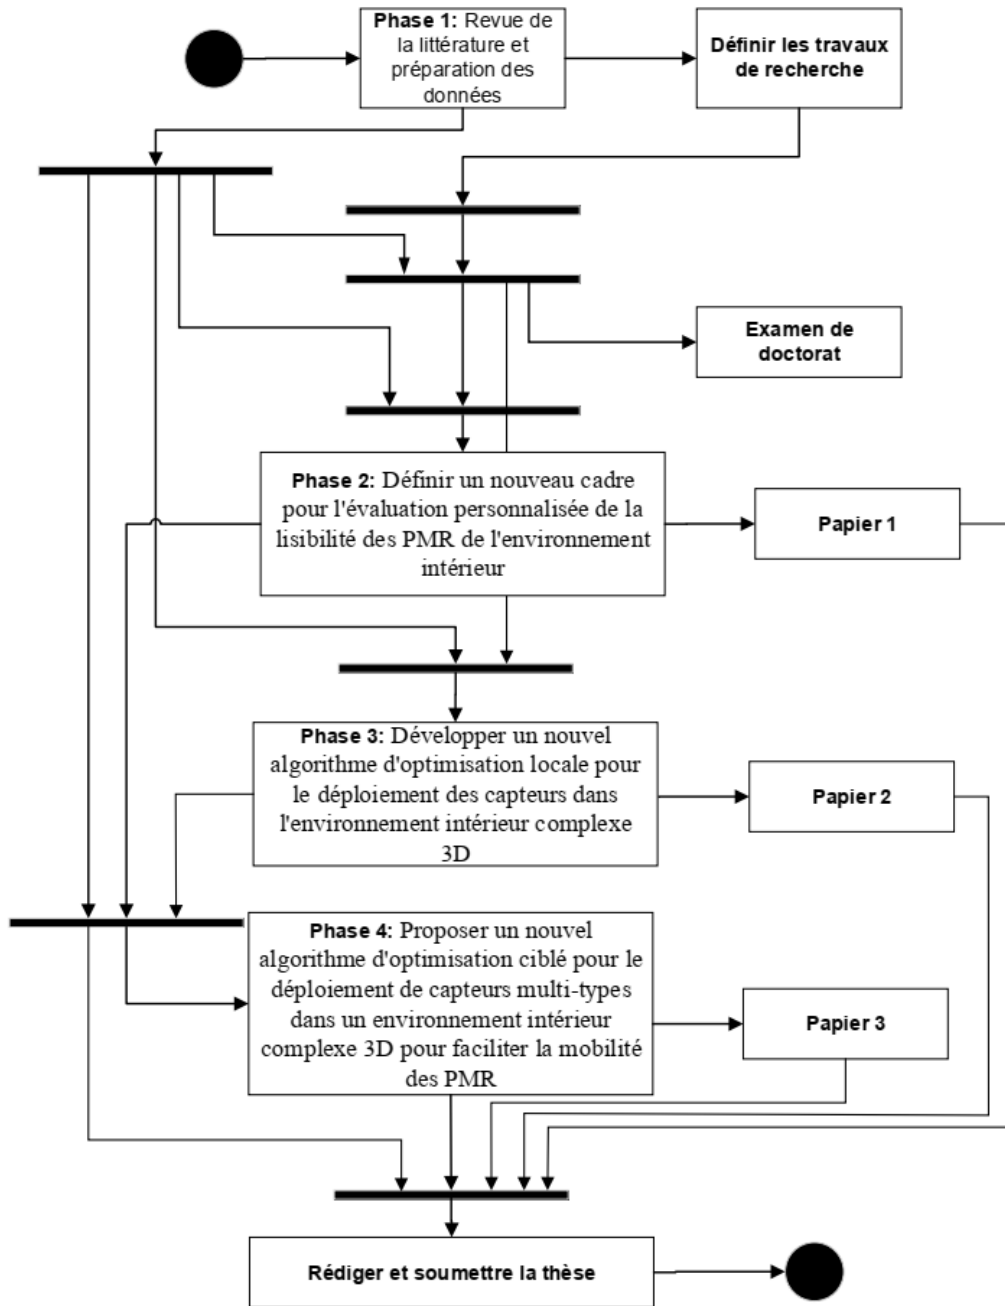 Phase 1: Revue de
la littérature et
préparation des
données
Définir les travaux
de recherche
Examen de
doctorat
Phase 2: Définir un nouveau cadre
pour l'évaluation personnalisée de la
lisibilité des PMR de l'environnement
intérieur
Papier 1
Phase 3: Développer un nouvel
algorithme d'optimisation locale pour
le déploiement des capteurs dans
l'environnement intérieur complexe
3D
Papier 2
Phase 4: Proposer un nouvel
algorithme d'optimisation ciblé pour le
déploiement de capteurs multi-types
dans un environnement intérieur
complexe 3D pour faciliter la mobilité
des PMR
Papier 3
Rédiger et soumettre la thèse